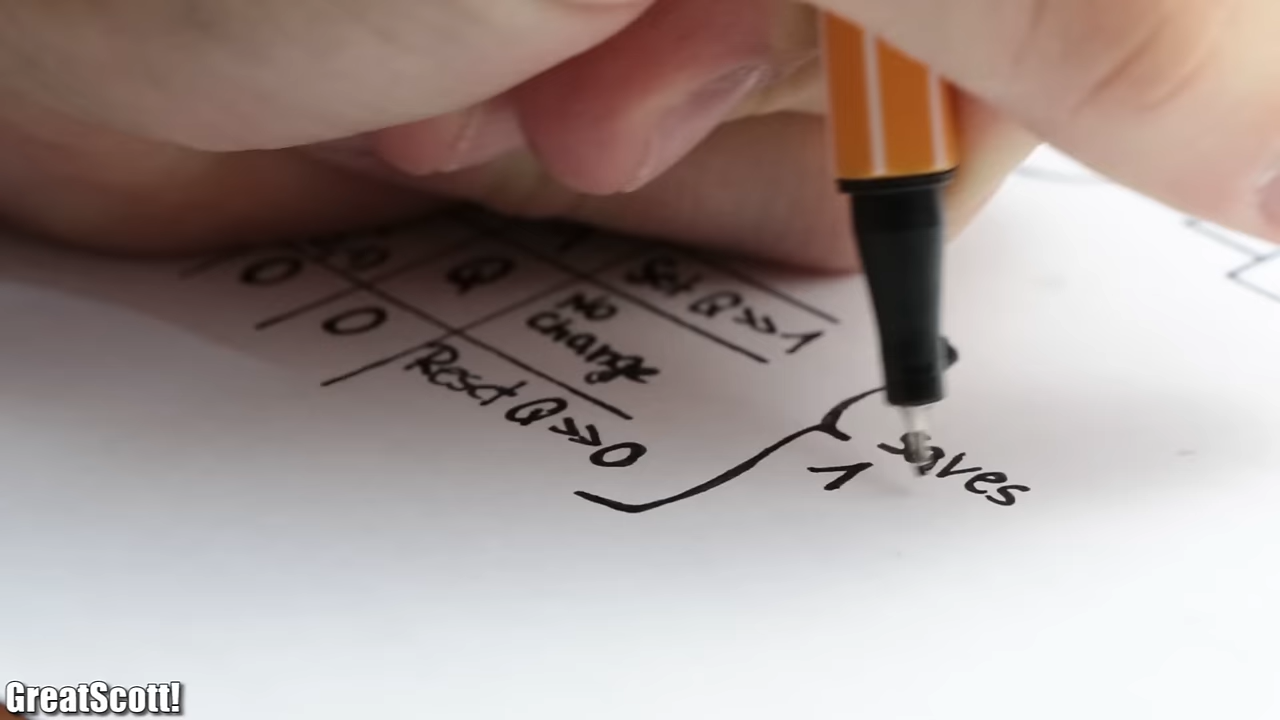 Set Q >> 1
0 Q No
Change
0 Reset Q >> 0
saves
1
GreatScott!